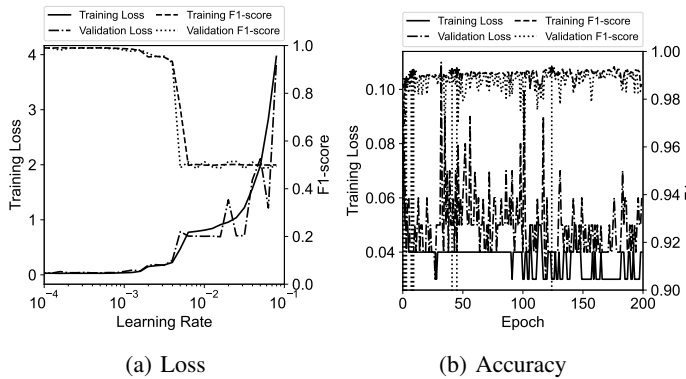 Training Loss Training F1-score
Validation Loss Validation F1-score
4
3
2
1
0
Training Loss
1.0
0.8
0.6
0.4
0.2
0.0
F1-score
10⁻⁴ 10⁻³ 10⁻² 10⁻¹
Learning Rate
(a) Loss
Training Loss Training F1-score
Validation Loss Validation F1-score
0.10
0.08
0.06
0.04
Training Loss
1.00
0.98
0.96
0.94
0.92
0.90
0 50 100 150 200
Epoch
(b) Accuracy